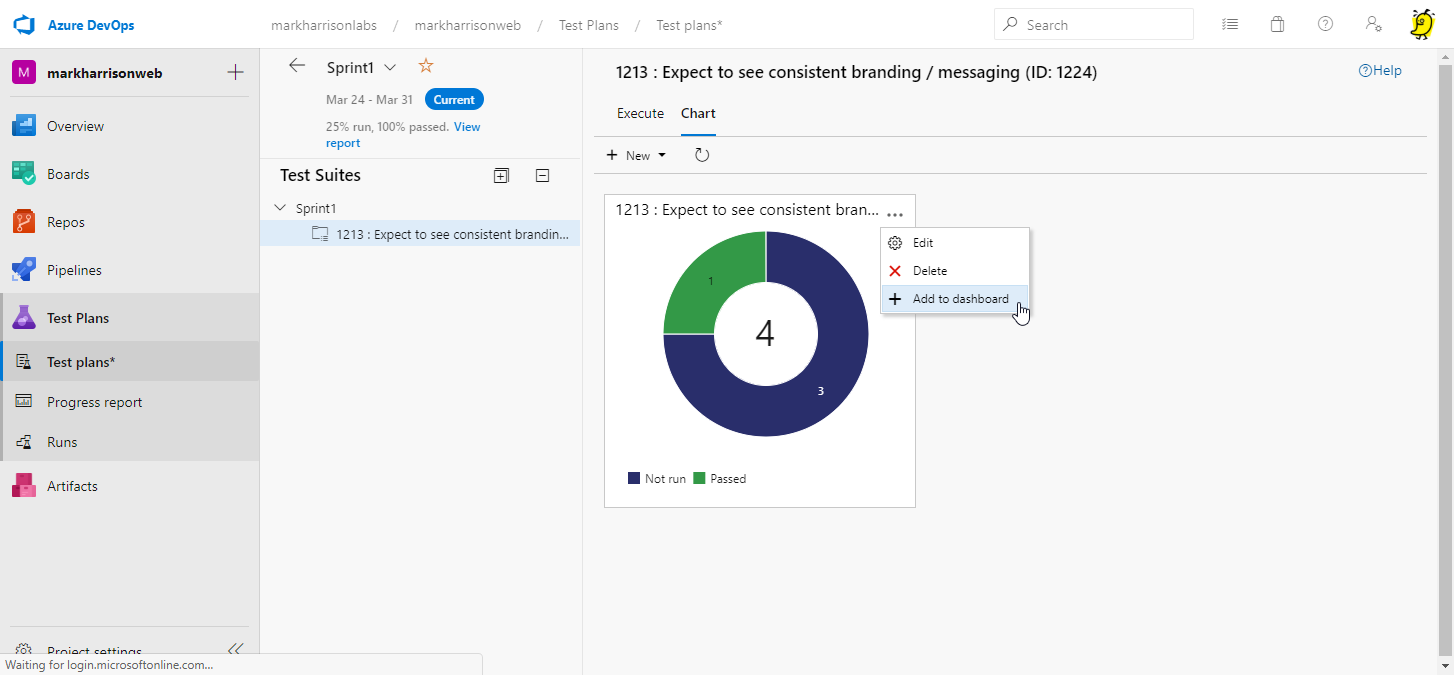 Azure DevOps
markharrisonlabs / markharrisonweb / Test Plans / Test plans*
Search
M markharrisonweb
Overview
Boards
Repos
Pipelines
Test Plans
Test plans*
Progress report
Runs
Artifacts
Project settings
Waiting for login.microsoftonline.com...
Sprint1
Mar 24 - Mar 31 Current
25% run, 100% passed. View
report
Test Suites
Sprint1
1213 : Expect to see consistent brandin...
1213 : Expect to see consistent branding / messaging (ID: 1224)
Help
Execute Chart
New
1213 : Expect to see consistent bran...
Edit
Delete
Add to dashboard
1
4
3
Not run Passed